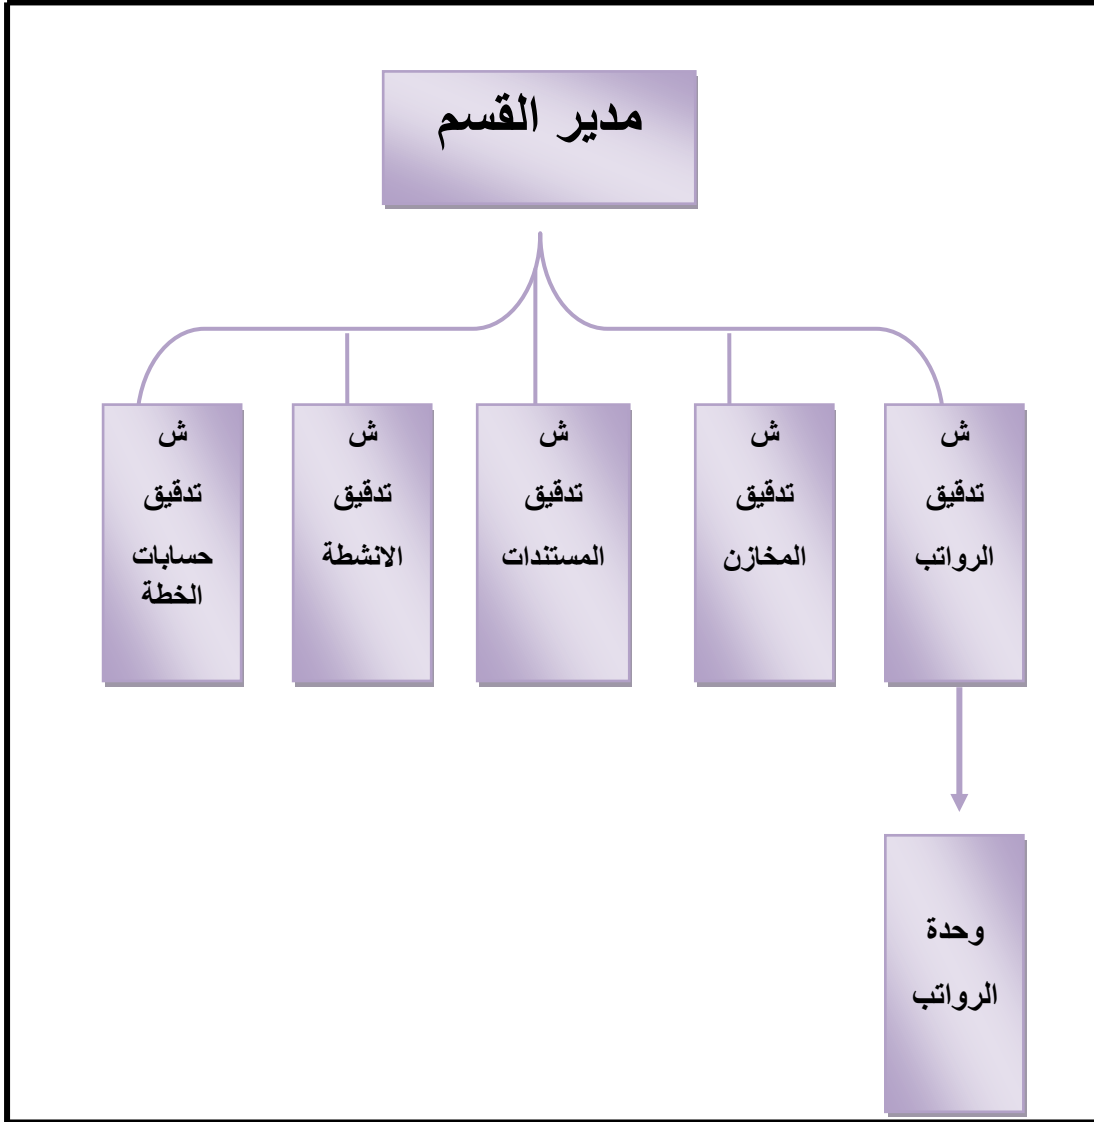 مدير القسم
ش
تدقيق
الرواتب
ش
تدقيق
المخازن
ش
تدقيق
المستندات
ش
تدقيق
الانشطة
ش
تدقيق
حسابات
الخطة
وحدة
الرواتب